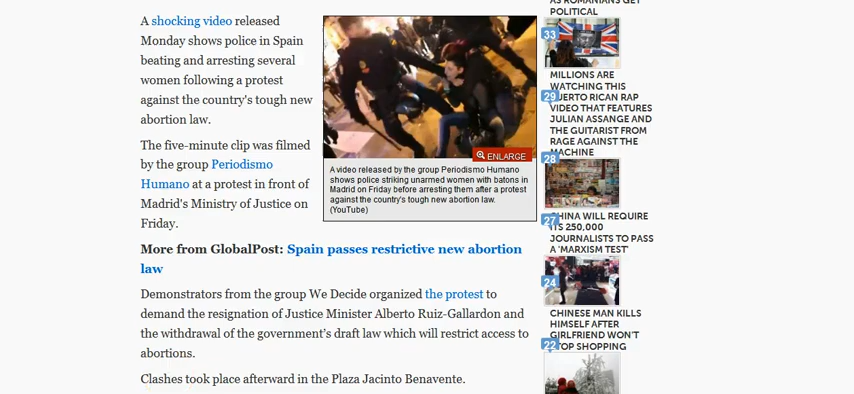 A shocking video released
Monday shows police in Spain
beating and arresting several
women following a protest
against the country's tough new
abortion law.
The five-minute clip was filmed
by the group Periodismo
Humano at a protest in front of
Madrid's Ministry of Justice on
Friday.
ENLARGE
A video released by the group Periodismo Humano
shows police striking unarmed women with batons in
Madrid on Friday before arresting them after a protest
against the country's tough new abortion law.
(YouTube)
More from GlobalPost: Spain passes restrictive new abortion
law
Demonstrators from the group We Decide organized the protest to
demand the resignation of Justice Minister Alberto Ruiz-Gallardon and
the withdrawal of the government's draft law which will restrict access to
abortions.
Clashes took place afterward in the Plaza Jacinto Benavente.
AS ROMANIANS GET
POLITICAL
33
MILLIONS ARE
WATCHING THIS
29
UERTO RICAN RAP
VIDEO THAT FEATURES
JULIAN ASSANGE AND
THE GUITARIST FROM
RAGE AGAINST THE
MACHINE
28
CHINA WILL REQUIRE
27
ITS 250,000
JOURNALISTS TO PASS
A 'MARXISM TEST'
24
CHINESE MAN KILLS
HIMSELF AFTER
GIRLFRIEND WON'T
22
TOP SHOPPING